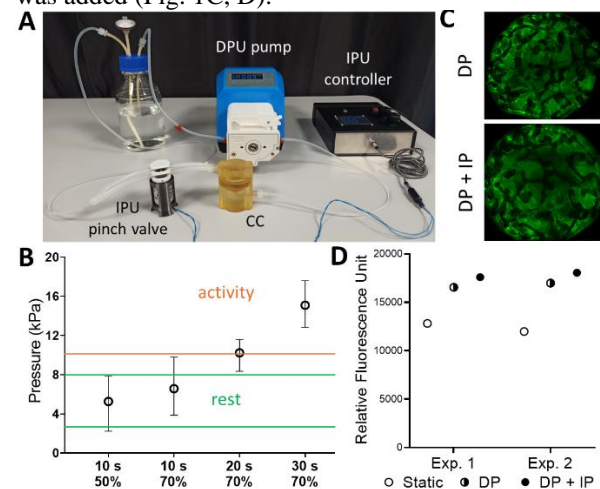 was added (Fig. 1C, D).
A
DPU pump
IPU
controller
IPU
pinch valve
CC
C
DP
DP + IP
B
Pressure (kPa)
20
16
12
8
4
0
activity
rest
10 s
50%
10 s
70%
20 s
70%
30 s
70%
D
Relative Fluorescence Unit
20000
15000
10000
5000
0
Exp. 1
Exp. 2
Static
DP
DP + IP